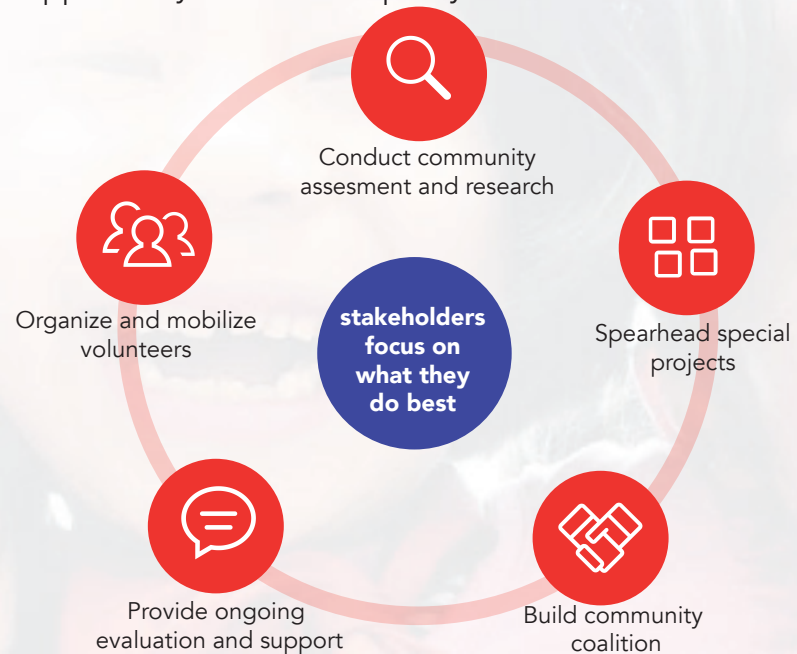 Conduct community
assesment and research
Organize and mobilize
volunteers
stakeholders
focus on
what they
do best
Spearhead special
projects
Provide ongoing
evaluation and support
Build community
coalition